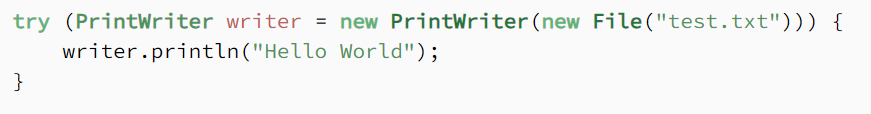 try (PrintWriter writer = new PrintWriter(new File("test.txt"))) {
    writer.println("Hello World");
}